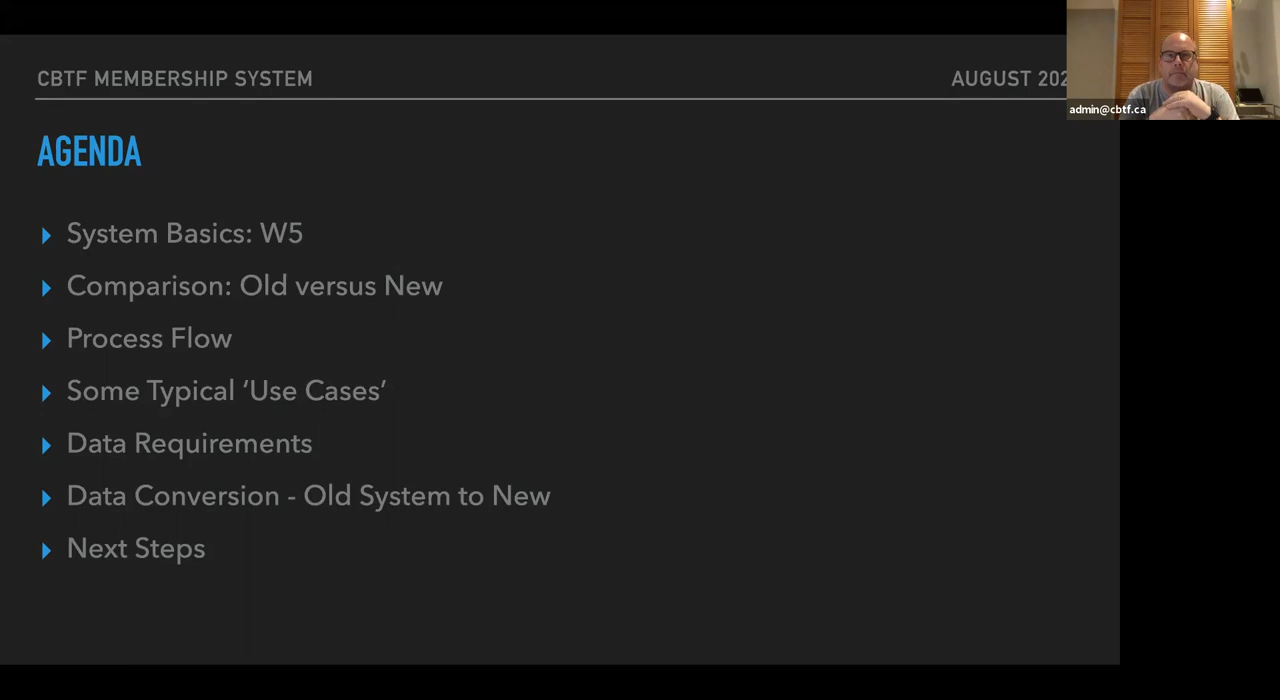 CBTF MEMBERSHIP SYSTEM
AUGUST 202
admin@cbtf.ca
AGENDA
System Basics: W5
Comparison: Old versus New
Process Flow
Some Typical ‘Use Cases’
Data Requirements
Data Conversion - Old System to New
Next Steps